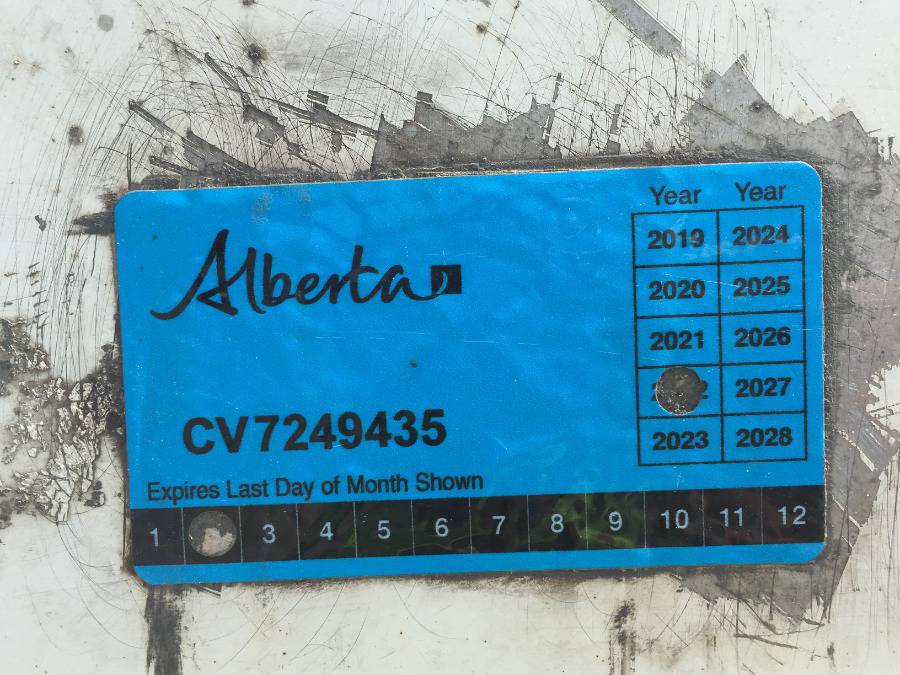 Alberta
Year Year
2019 2024
2020 2025
2021 2026
2027
2023 2028
CV7249435
Expires Last Day of Month Shown
1 3 4 5 6 7 8 9 10 11 12